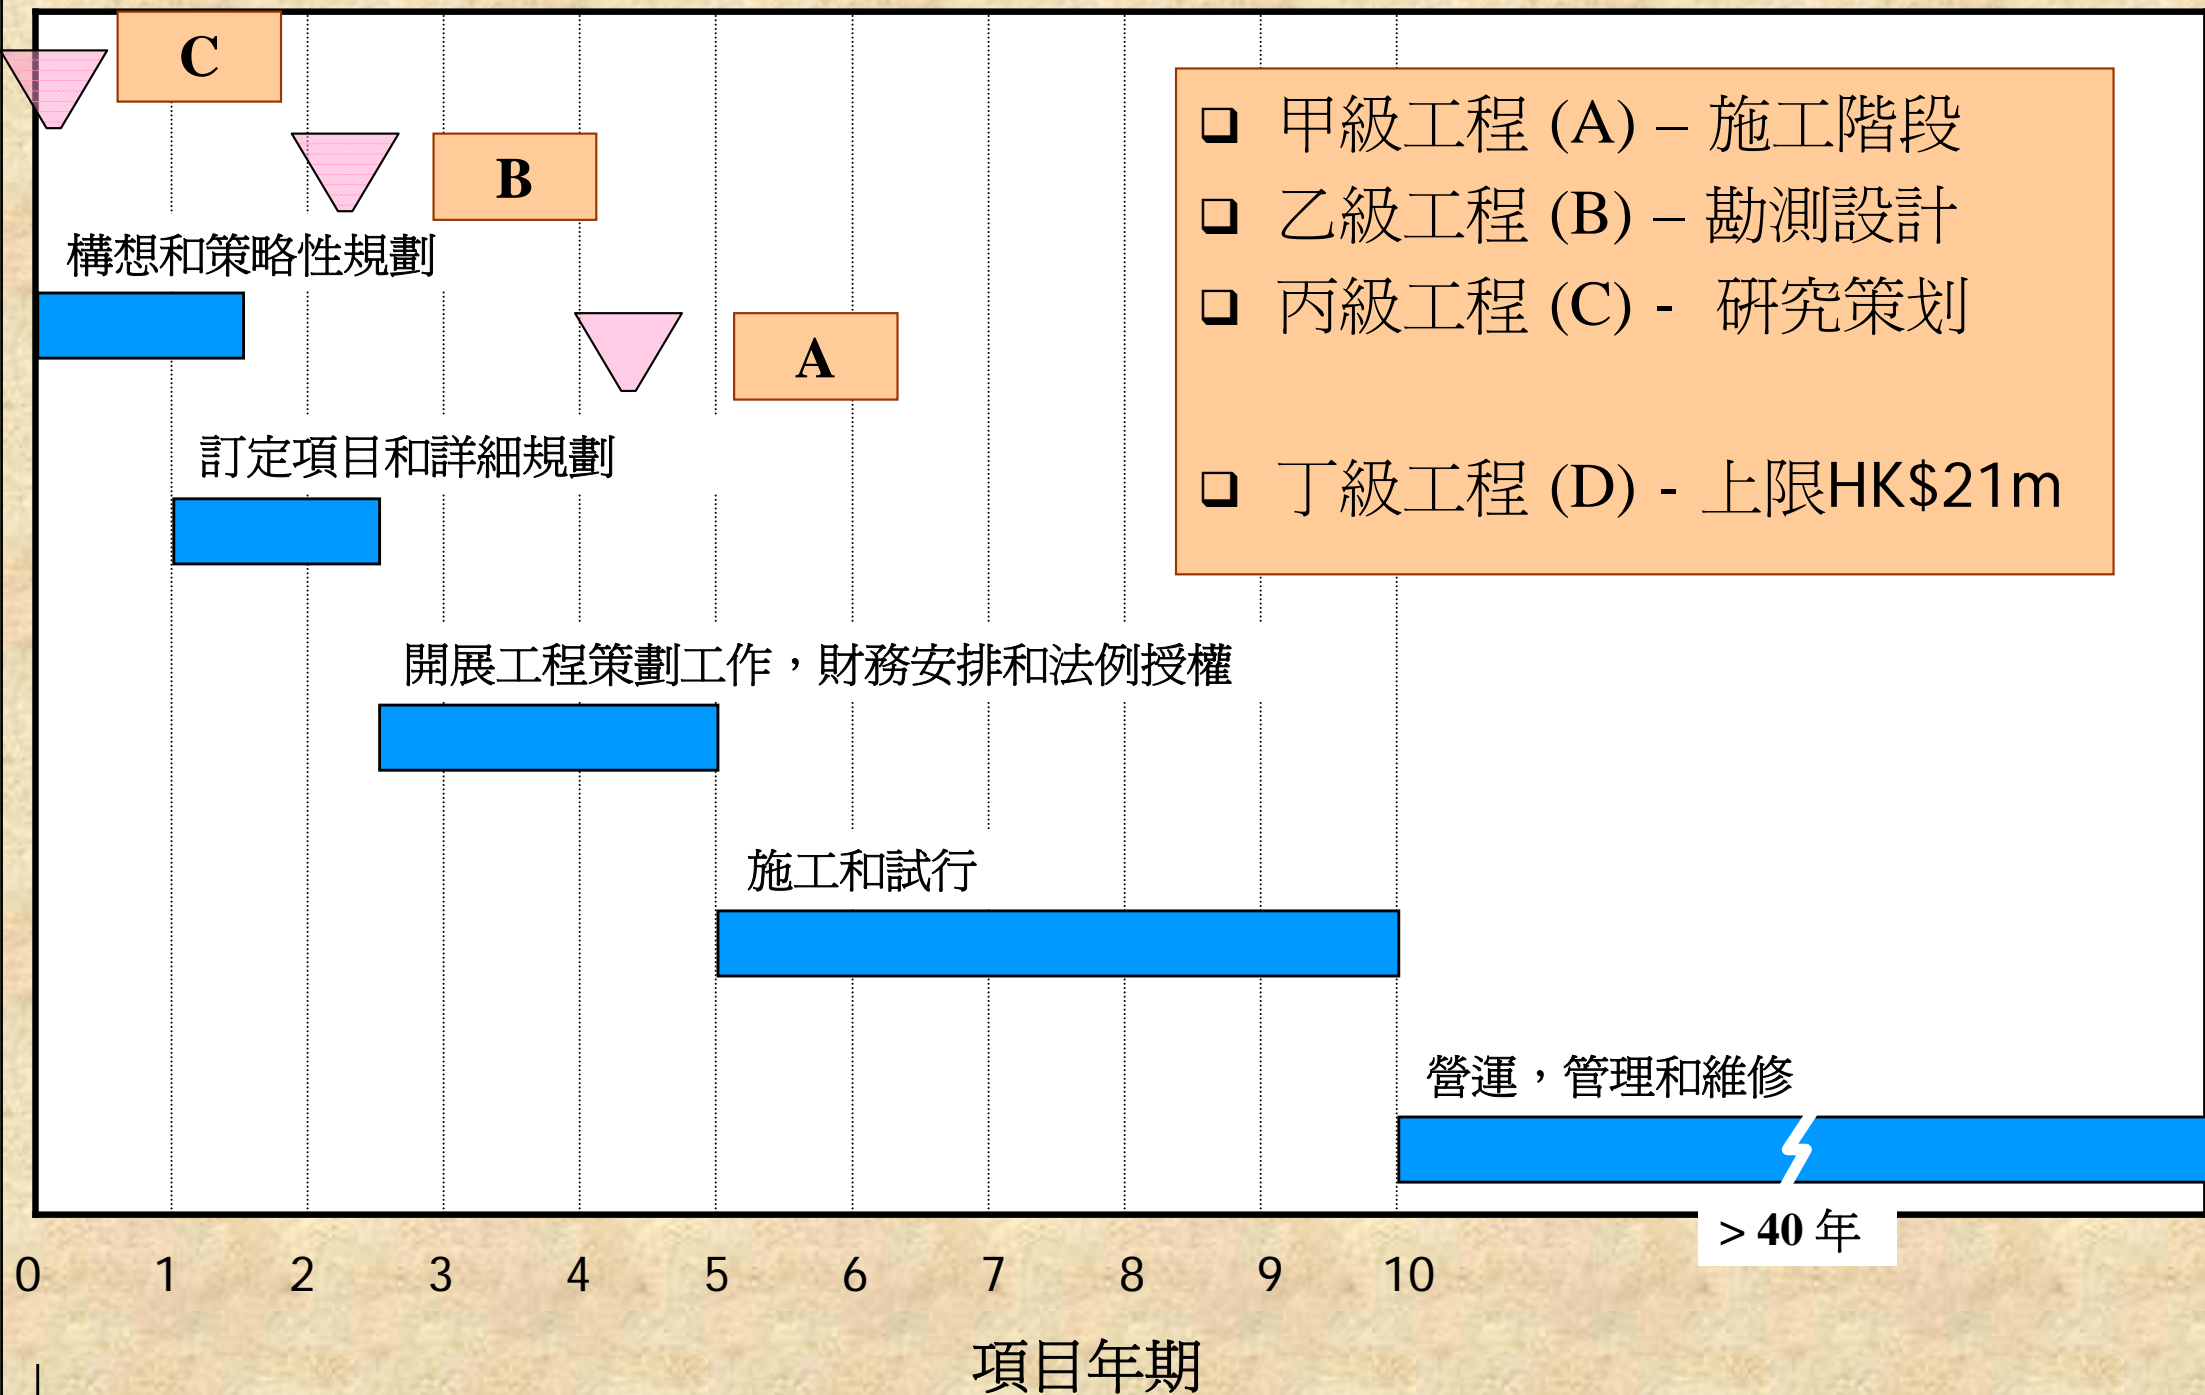 C
B
構想和策略性規劃
A
訂定項目和詳細規劃
開展工程策劃工作，財務安排和法例授權
施工和試行
營運，管理和維修
> 40 年
❑ 甲級工程 (A) – 施工階段
❑ 乙級工程 (B) – 勘測設計
❑ 丙級工程 (C) - 研究策划
❑ 丁級工程 (D) - 上限HK$21m
0 1 2 3 4 5 6 7 8 9 10
項目年期